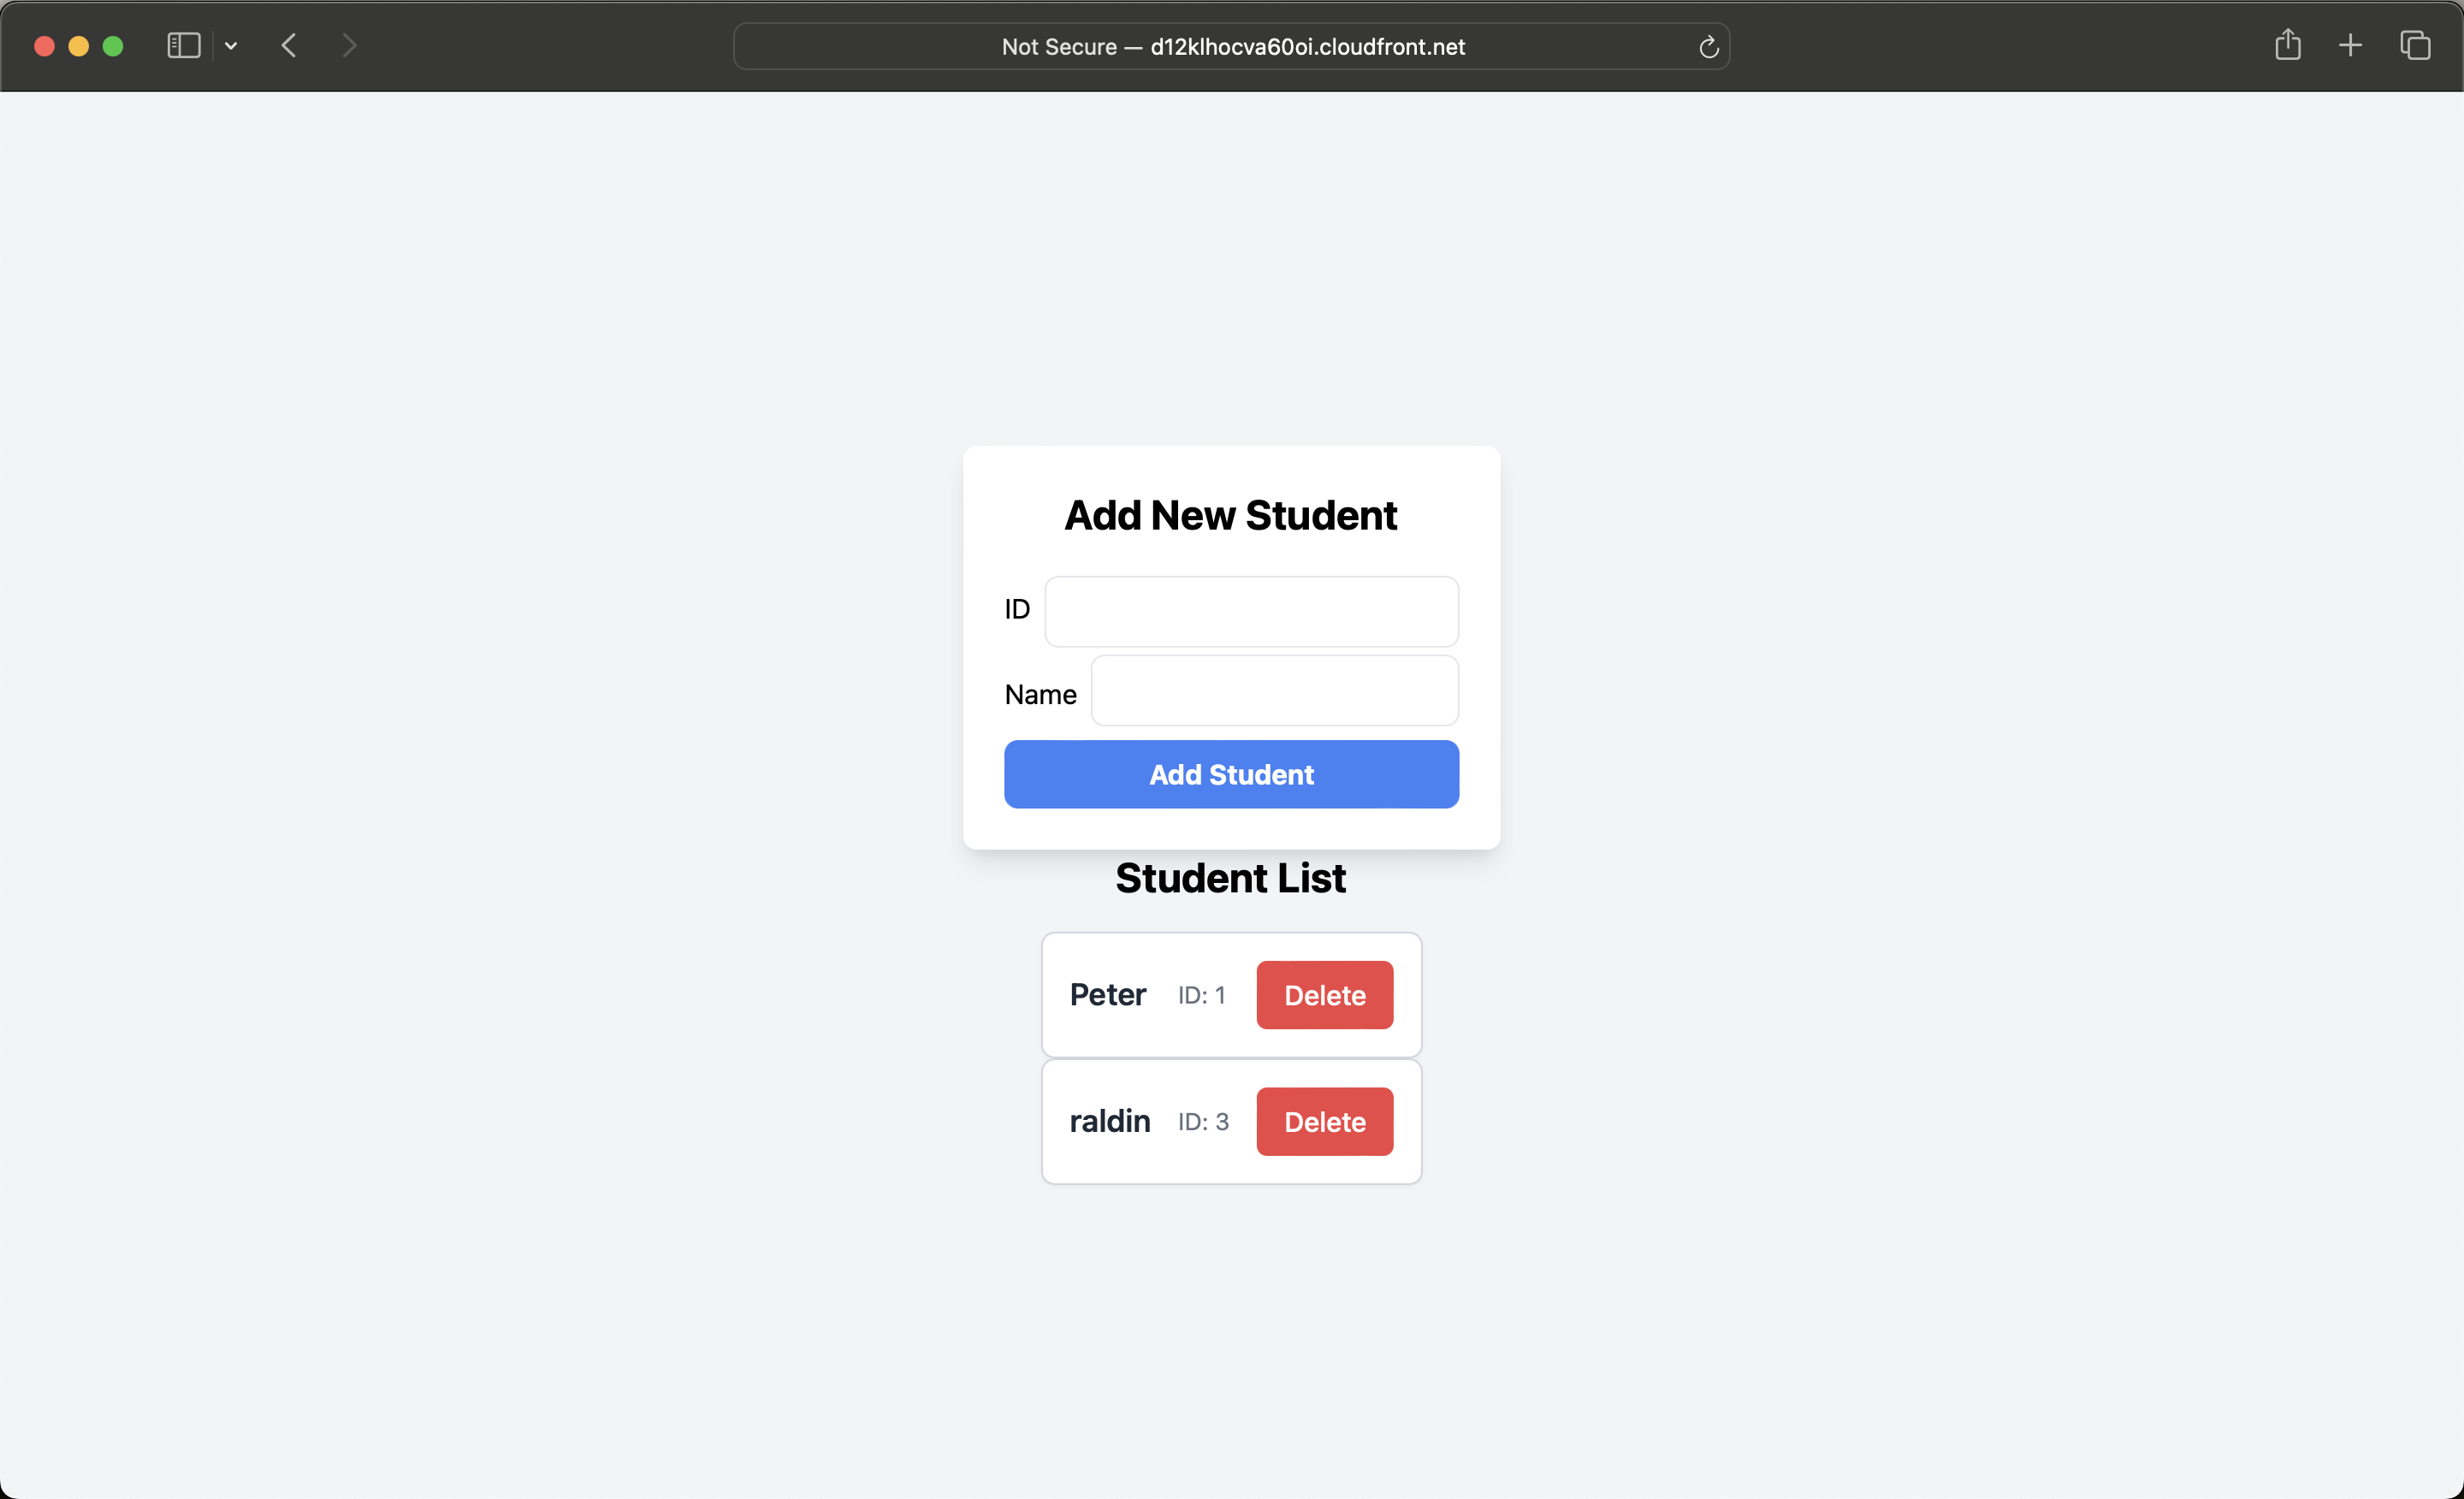 Not Secure — d12klhocva60oi.cloudfront.net
Add New Student
ID
Name
Add Student
Student List
Peter ID: 1 Delete
raldin ID: 3 Delete